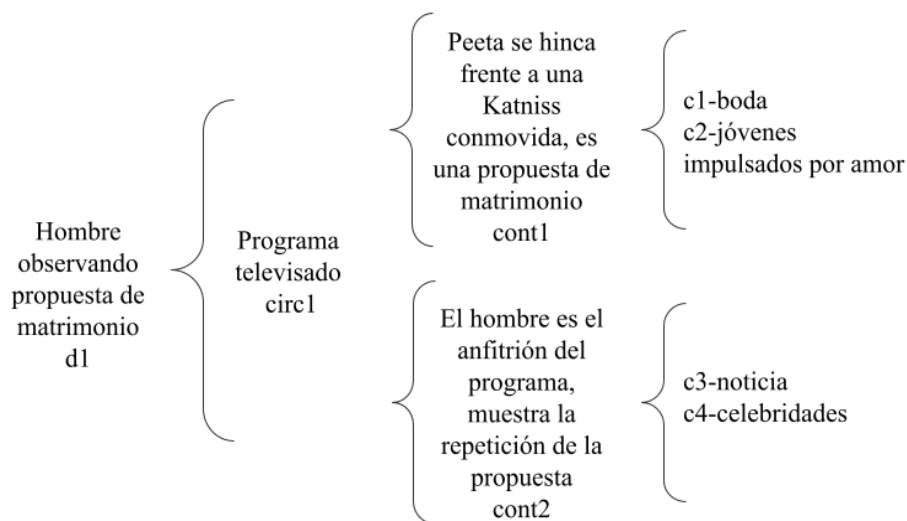 Hombre
observando
propuesta de
matrimonio
d1
Programa
televisado
circ1
Peeta se hinca
frente a una
Katniss
conmovida, es
una propuesta de
matrimonio
cont1
c1-boda
c2-jóvenes
impulsados por amor
El hombre es el
anfitrión del
programa,
muestra la
repetición de la
propuesta
cont2
c3-noticia
c4-celebridades